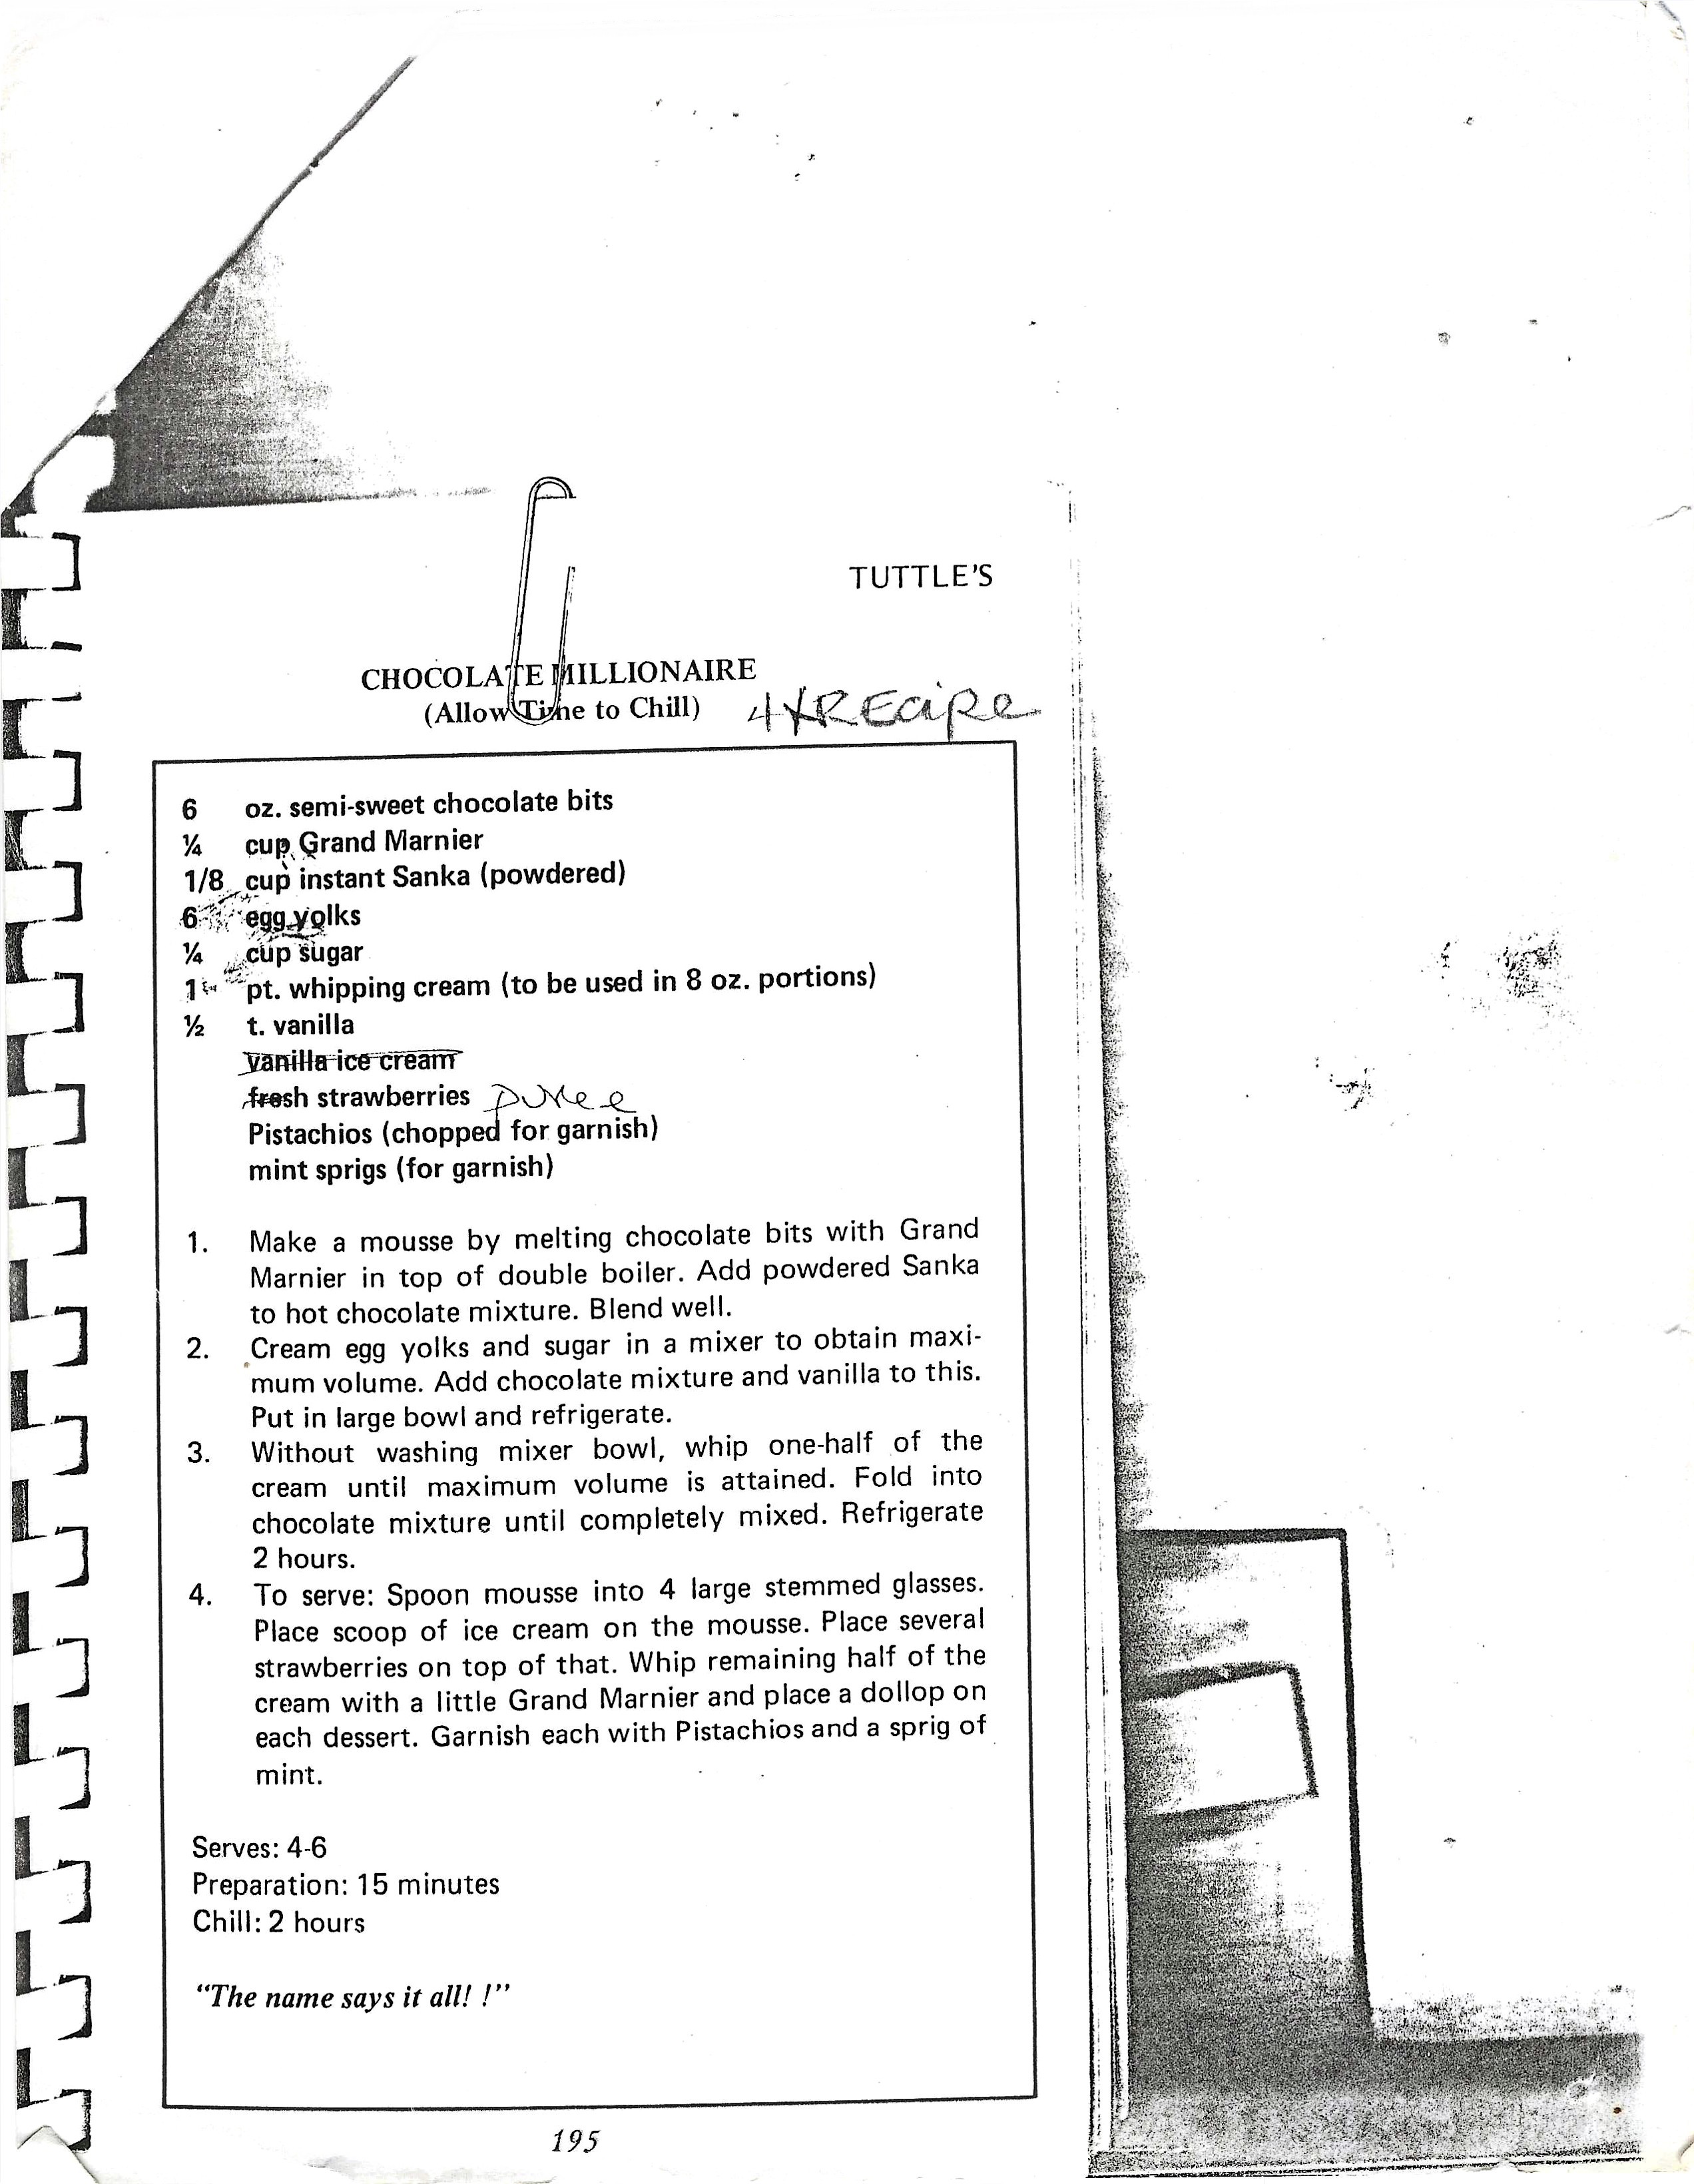 TUTTLE'S
CHOCOLATE MILLIONAIRE
(Allow Time to Chill) 4xRECipe
6 oz. semi-sweet chocolate bits
¼ cup Grand Marnier
1/8 cup instant Sanka (powdered)
6 egg yolks
¼ cup sugar
1 pt. whipping cream (to be used in 8 oz. portions)
½ t. vanilla
vanilla ice cream
fresh strawberries puree
Pistachios (chopped for garnish)
mint sprigs (for garnish)
1. Make a mousse by melting chocolate bits with Grand
Marnier in top of double boiler. Add powdered Sanka
to hot chocolate mixture. Blend well.
2. Cream egg yolks and sugar in a mixer to obtain maxi-
mum volume. Add chocolate mixture and vanilla to this.
Put in large bowl and refrigerate.
3. Without washing mixer bowl, whip one-half of the
cream until maximum volume is attained. Fold into
chocolate mixture until completely mixed. Refrigerate
2 hours.
4. To serve: Spoon mousse into 4 large stemmed glasses.
Place scoop of ice cream on the mousse. Place several
strawberries on top of that. Whip remaining half of the
cream with a little Grand Marnier and place a dollop on
each dessert. Garnish each with Pistachios and a sprig of
mint.
Serves: 4-6
Preparation: 15 minutes
Chill: 2 hours
"The name says it all! !"
195